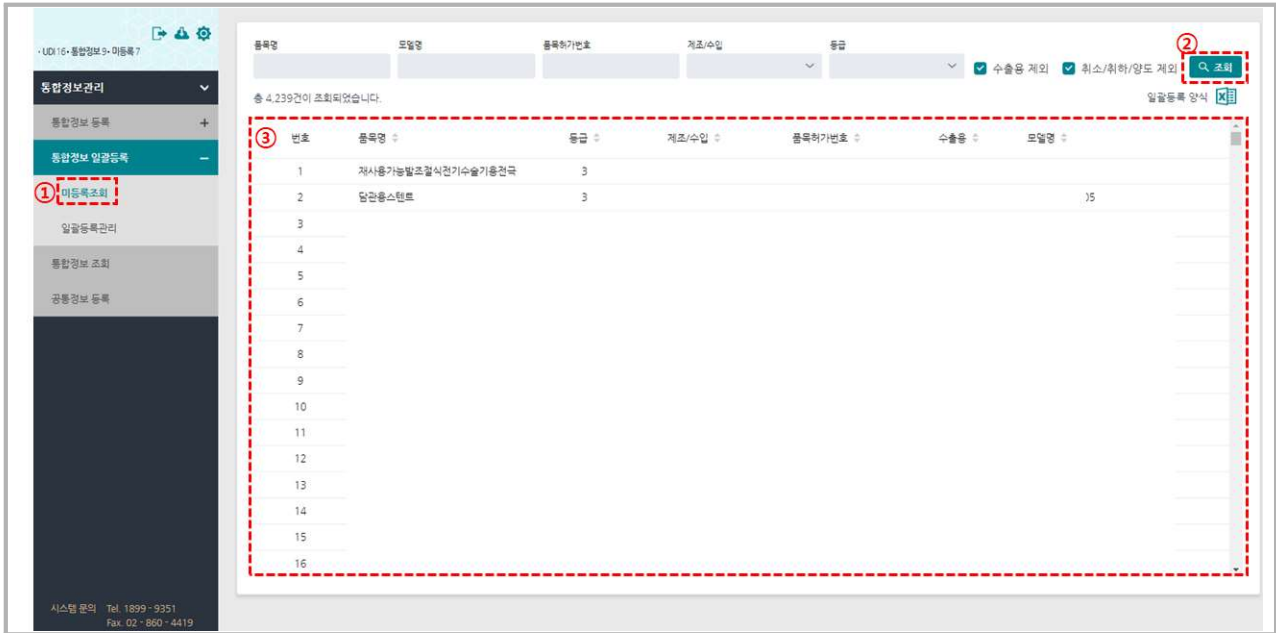 · UDI 16 · 통합정보 9 · 미등록 7
통합정보관리
통합정보 등록 +
통합정보 일괄등록 −
① 미등록조회
일괄등록관리
통합정보 조회
공통정보 등록
시스템 문의 Tel. 1899 - 9351
Fax. 02 - 860 - 4419
품목명 모델명 품목허가번호 제조/수입 등급
수출용 제외 취소/취하/양도 제외 ② 조회
총 4,239건이 조회되었습니다. 일괄등록 양식
③ 번호 품목명 등급 제조/수입 품목허가번호 수출용 모델명
1 재사용가능발조절식전기수술기용전극 3
2 담관용스텐트 3 )5
3
4
5
6
7
8
9
10
11
12
13
14
15
16